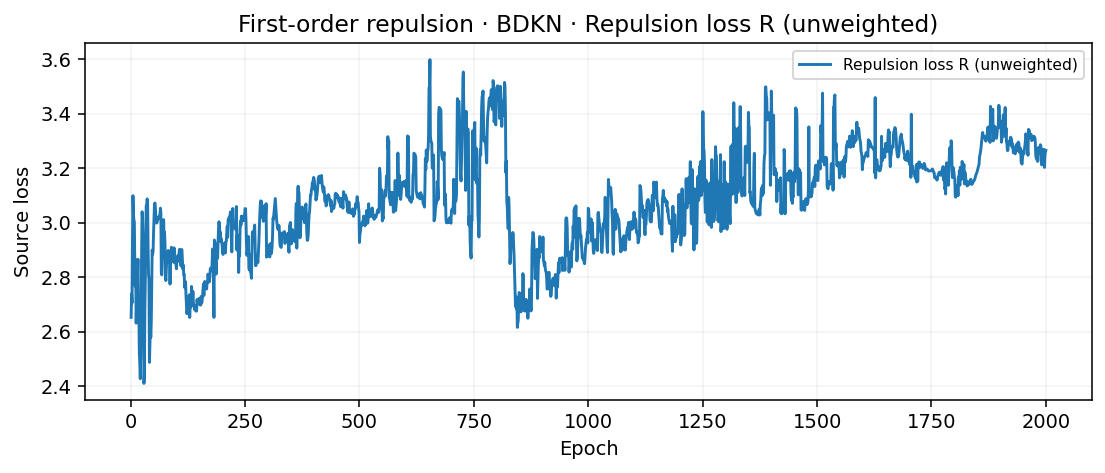 First-order repulsion · BDKN · Repulsion loss R (unweighted)
Repulsion loss R (unweighted)
Source loss
3.6
3.4
3.2
3.0
2.8
2.6
2.4
0 250 500 750 1000 1250 1500 1750 2000
Epoch